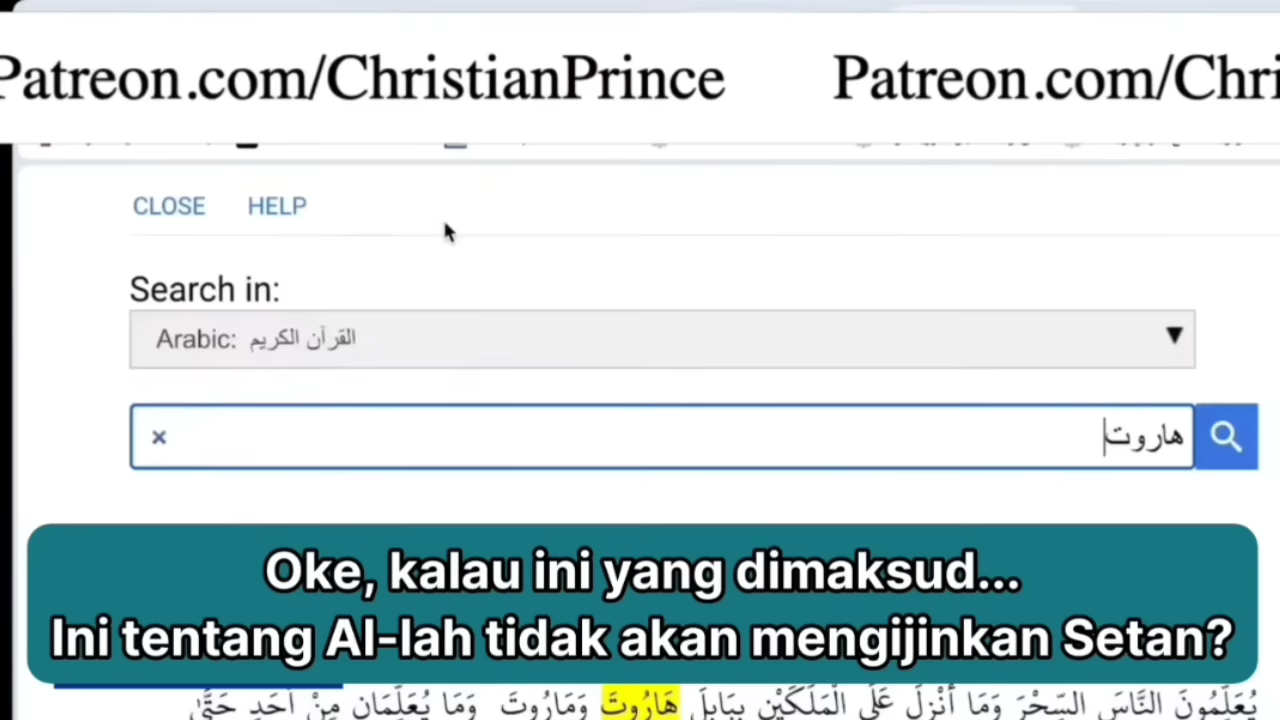 Patreon.com/ChristianPrince Patreon.com/Chri
CLOSE HELP
Search in:
Arabic: القرآن الكريم
هاروت
Oke, kalau ini yang dimaksud...
Ini tentang Al-lah tidak akan mengijinkan Setan?
يُعَلِّمُونَ النَّاسَ السِّحْرَ وَمَا أُنْزِلَ عَلَى الْمَلَكَيْنِ بِبَابِلَ هَارُوتَ وَمَارُوتَ وَمَا يُعَلِّمَانِ مِنْ أَحَدٍ حَتَّىٰ